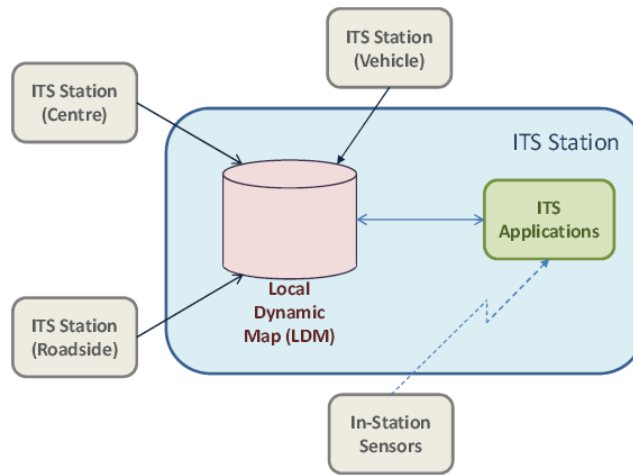 ITS Station
(Vehicle)
ITS Station
(Centre)
ITS Station
ITS
Applications
Local
Dynamic
Map (LDM)
ITS Station
(Roadside)
In-Station
Sensors